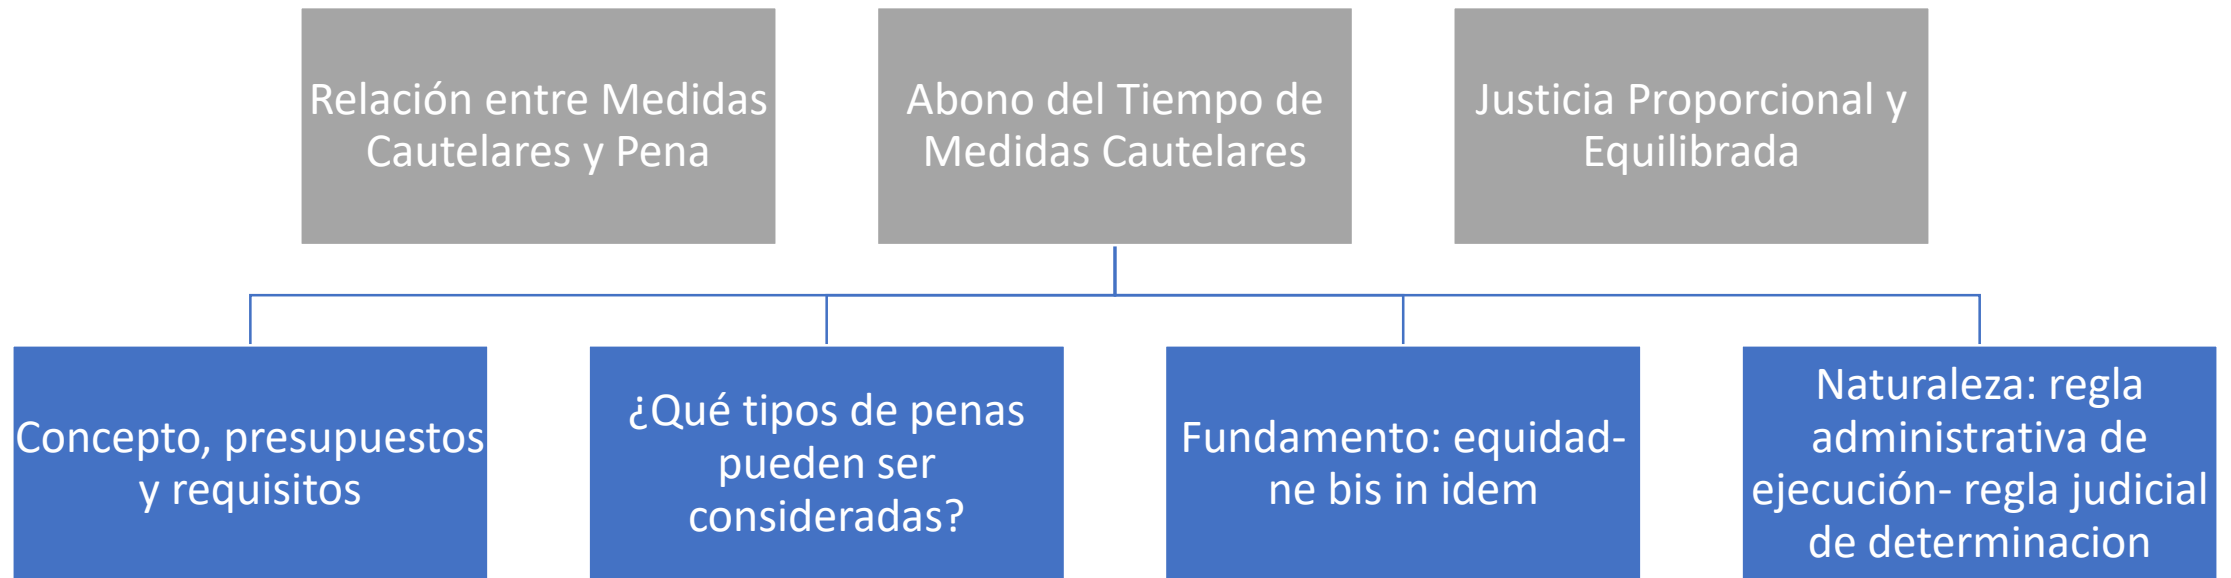 Relación entre Medidas
Cautelares y Pena
Abono del Tiempo de
Medidas Cautelares
Justicia Proporcional y
Equilibrada
Concepto, presupuestos
y requisitos
¿Qué tipos de penas
pueden ser
consideradas?
Fundamento: equidad-
ne bis in idem
Naturaleza: regla
administrativa de
ejecución- regla judicial
de determinacion